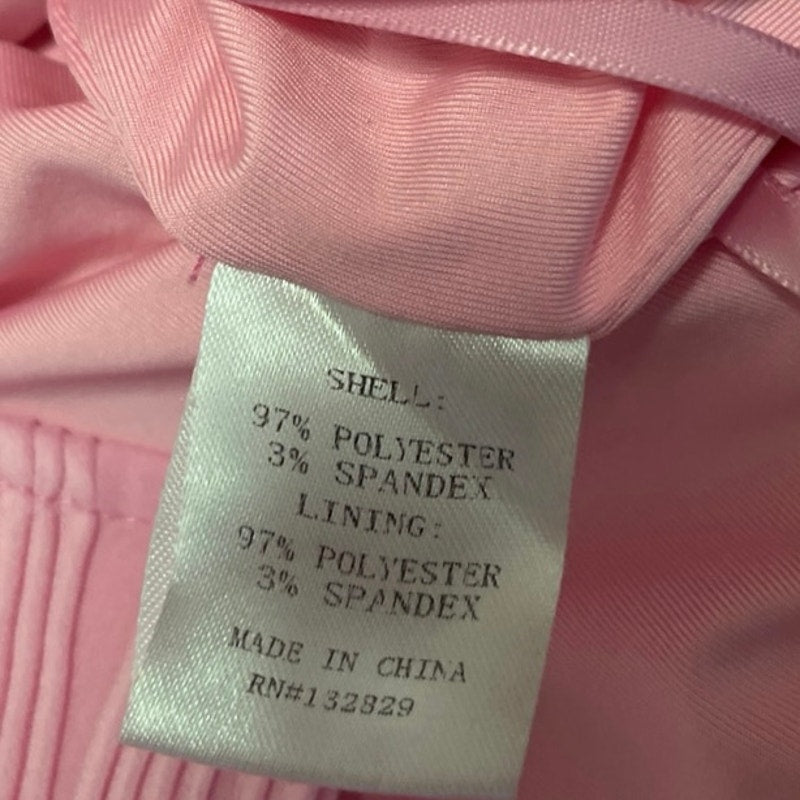 SHELL:
97% POLYESTER
3% SPANDEX
LINING:
97% POLYESTER
3% SPANDEX
MADE IN CHINA
RN#132829